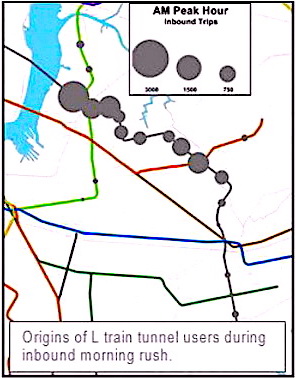 AM Peak Hour
Inbound Trips
3000 1500 750
Origins of L train tunnel users during
inbound morning rush.